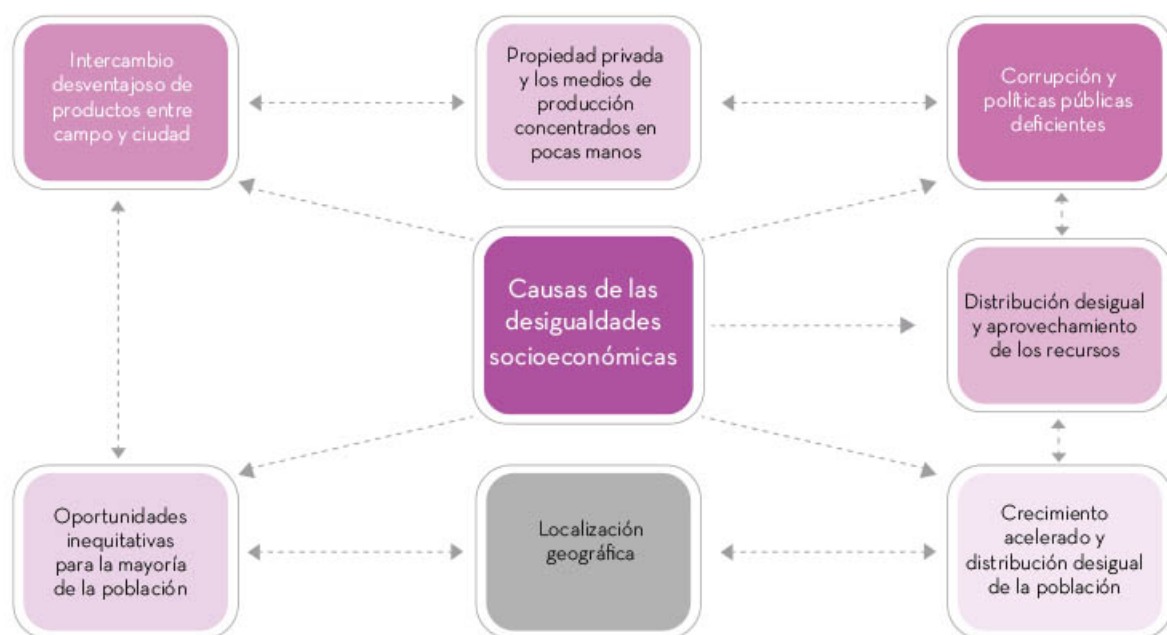 Intercambio
desventajoso de
productos entre
campo y ciudad
Propiedad privada
y los medios de
producción
concentrados en
pocas manos
Corrupción y
políticas públicas
deficientes
Causas de las
desigualdades
socioeconómicas
Distribución desigual
y aprovechamiento
de los recursos
Oportunidades
inequitativas
para la mayoría
de la población
Localización
geográfica
Crecimiento
acelerado y
distribución desigual
de la población